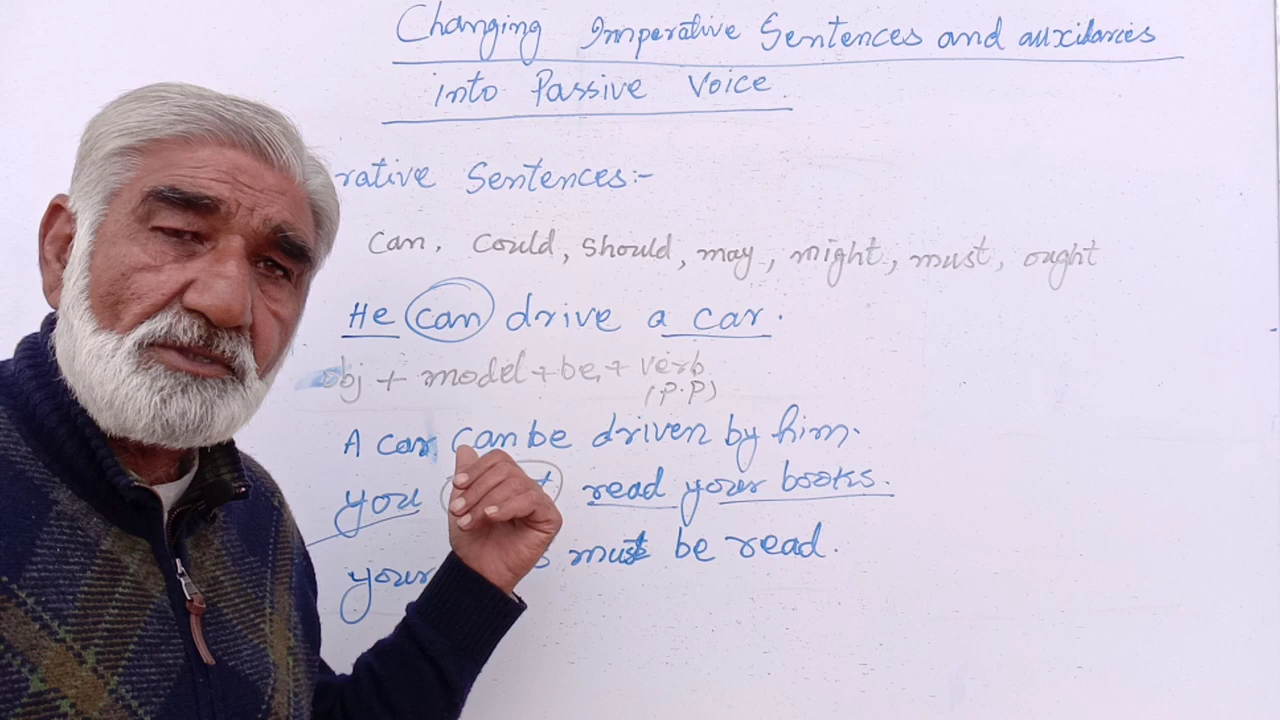 Changing Imperative Sentences and auxilaries
into Passive Voice.
rative Sentences:-
Can, Could, Should, may, might, must, ought
He can drive a car.
obj + model + be, + verb
(P.P)
A car can be driven by him.
you read your books.
your must be read.